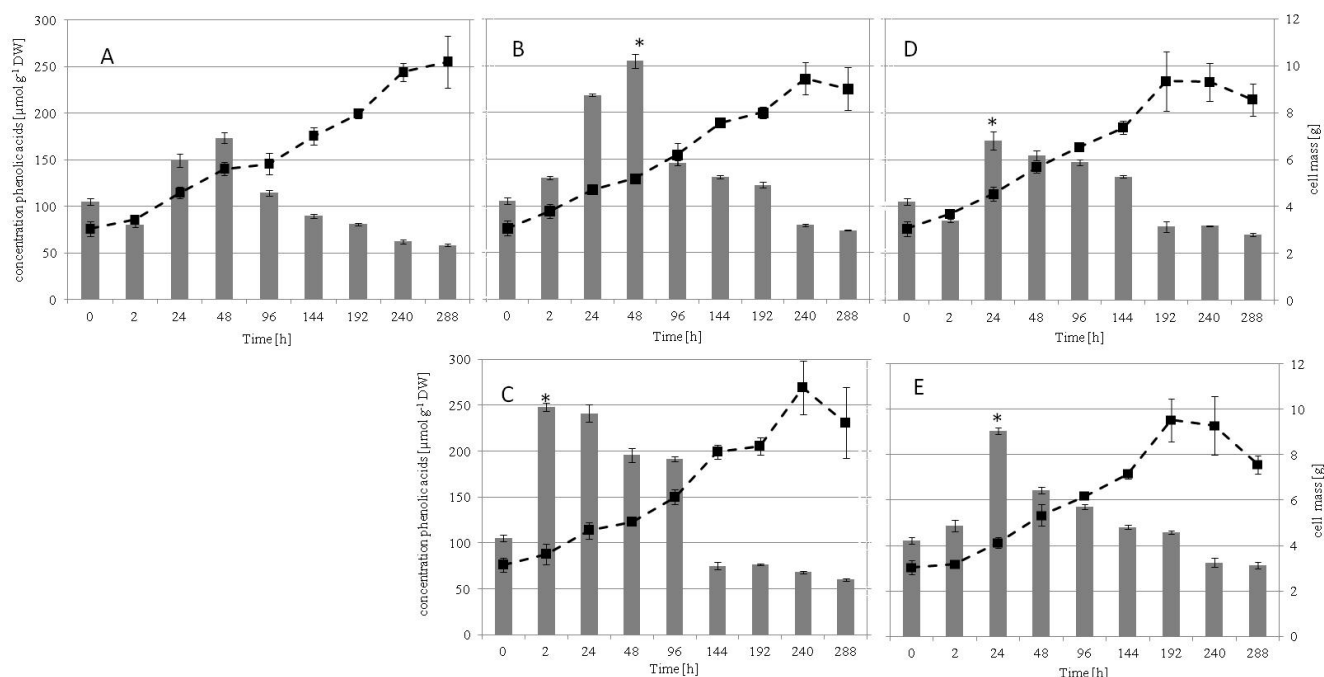 concentration phenolic acids [µmol g⁻¹ DW]
300
250
200
150
100
50
0
A
0 2 24 48 96 144 192 240 288
Time [h]
B
*
0 2 24 48 96 144 192 240 288
Time [h]
D
*
0 2 24 48 96 144 192 240 288
Time [h]
12
10
8
6
4
2
0
cell mass [g]
concentration phenolic acids [µmol g⁻¹ DW]
300
250
200
150
100
50
0
C
*
0 2 24 48 96 144 192 240 288
Time [h]
E
*
0 2 24 48 96 144 192 240 288
Time [h]
12
10
8
6
4
2
0
cell mass [g]